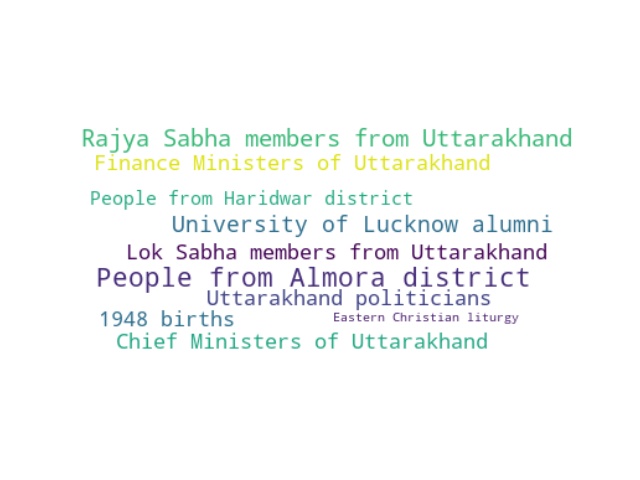 Rajya Sabha members from Uttarakhand
Finance Ministers of Uttarakhand
People from Haridwar district
University of Lucknow alumni
Lok Sabha members from Uttarakhand
People from Almora district
Uttarakhand politicians
1948 births
Eastern Christian liturgy
Chief Ministers of Uttarakhand